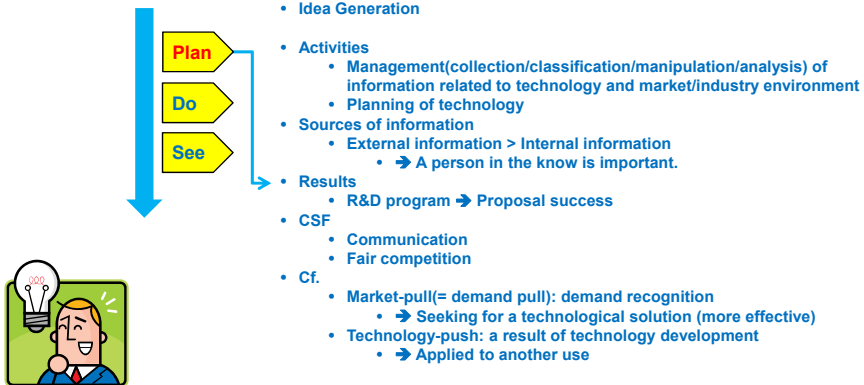 • Idea Generation
Plan
Do
See
• Activities
• Management(collection/classification/manipulation/analysis) of
information related to technology and market/industry environment
• Planning of technology
• Sources of information
• External information > Internal information
• ➔ A person in the know is important.
• Results
• R&D program ➔ Proposal success
• CSF
• Communication
• Fair competition
• Cf.
• Market-pull(= demand pull): demand recognition
• ➔ Seeking for a technological solution (more effective)
• Technology-push: a result of technology development
• ➔ Applied to another use